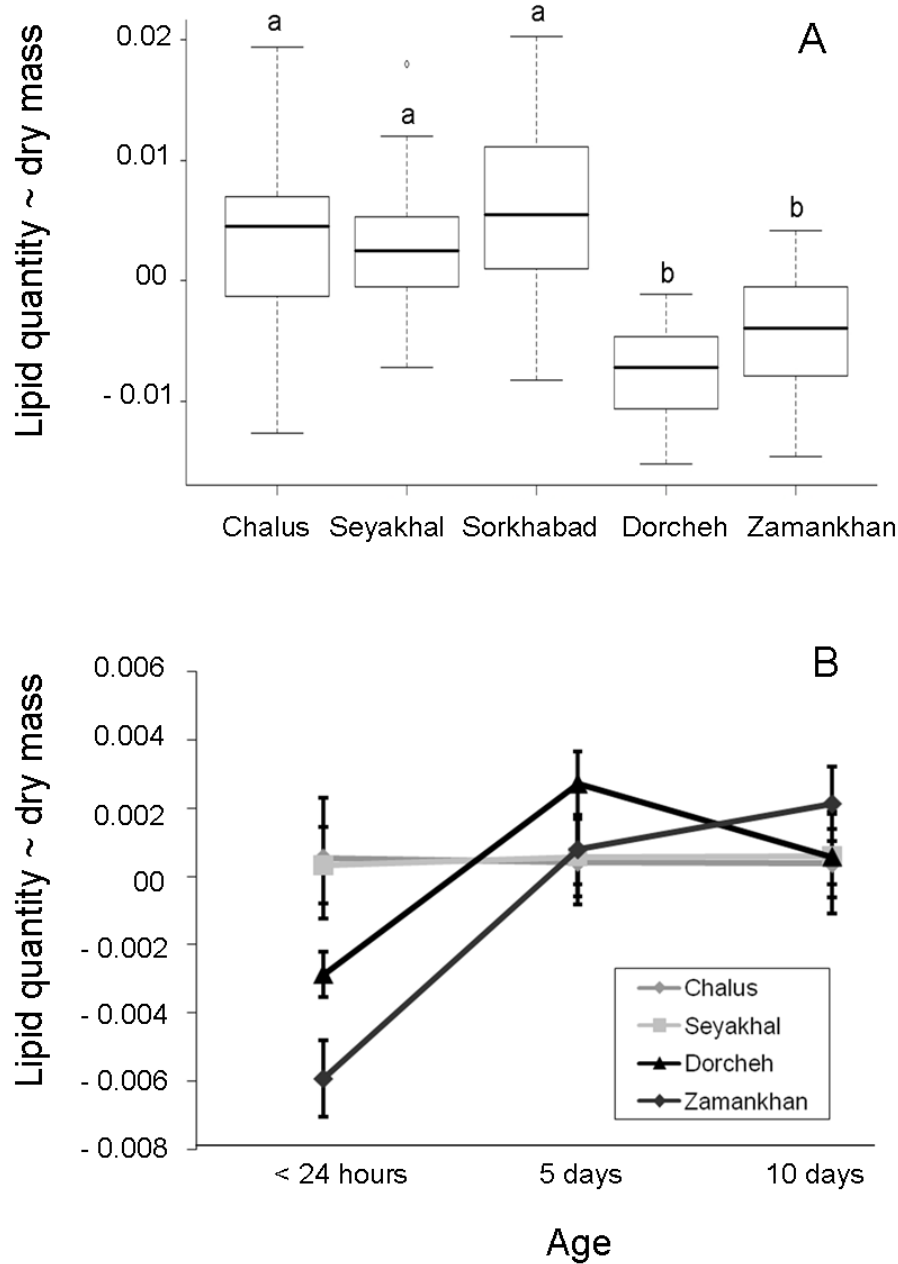 A
Lipid quantity ~ dry mass
0.02
0.01
00
- 0.01
a
a
a
b
b
Chalus Seyakhal Sorkhabad Dorcheh Zamankhan
B
Lipid quantity ~ dry mass
0.006
0.004
0.002
00
- 0.002
- 0.004
- 0.006
- 0.008
Chalus
Seyakhal
Dorcheh
Zamankhan
< 24 hours 5 days 10 days
Age